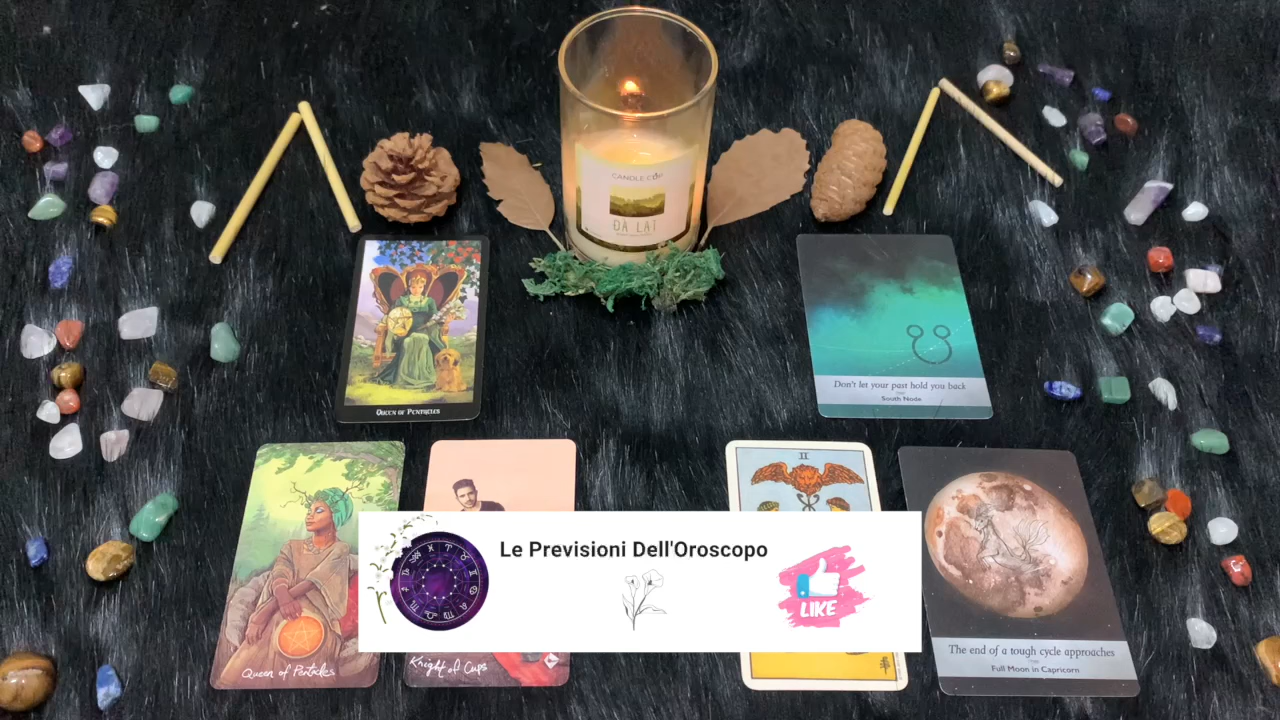 CANDLE CUP
ĐÀ LẠT
QUEEN OF PENTACLES
Don't let your past hold you back
South Node
II
Le Previsioni Dell'Oroscopo
LIKE
Queen of Pentacles
Knight of Cups
The end of a tough cycle approaches
Full Moon in Capricorn